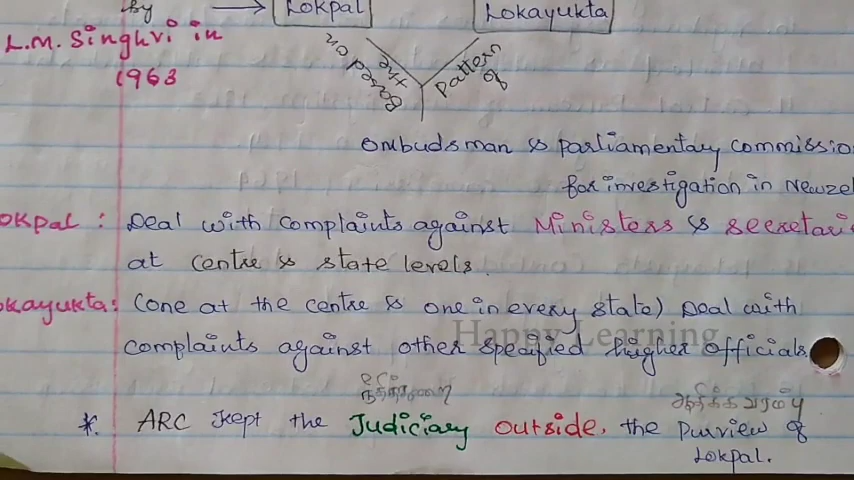 By → Lokpal Lokayukta
L.M. Singhvi in
1963
Based on the Pattern of
Ombudsman & parliamentary commissio
for investigation in Newzel
okpal : Deal with complaints against Ministers & secretari
at centre & state levels.
okayukta: (one at the centre & one in every state) Deal with
complaints against other specified higher officials.
Happy Learning
*. ARC kept the Judiciary outside, the Purview of
Lokpal.